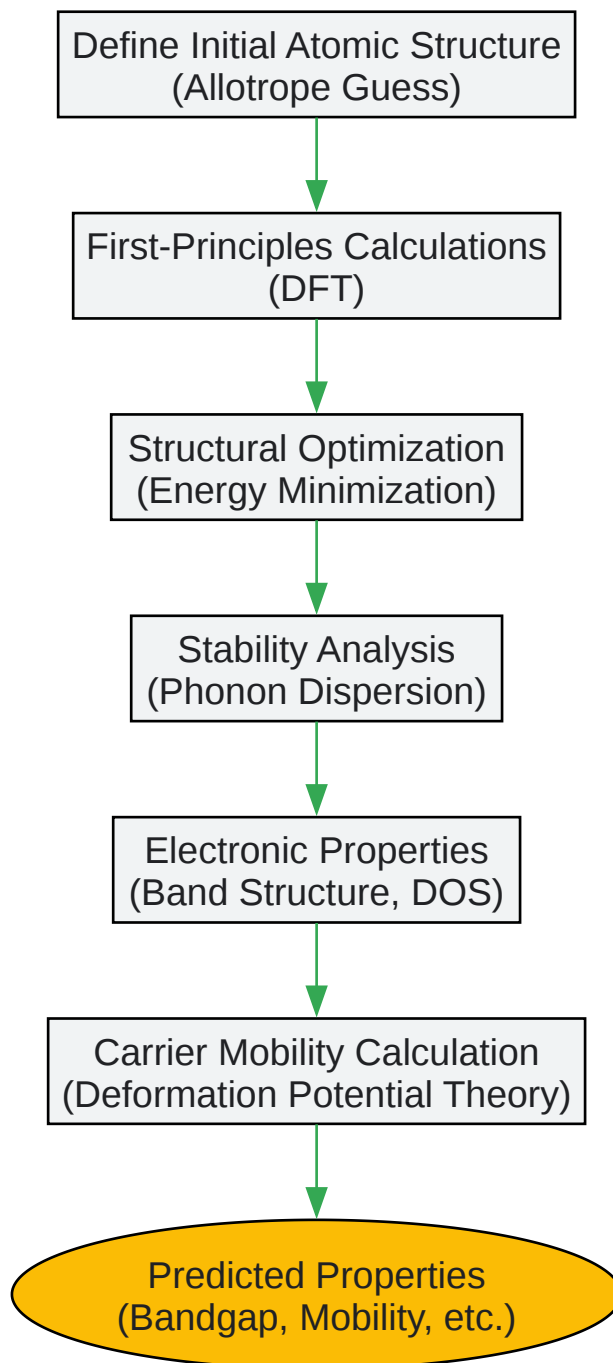 Define Initial Atomic Structure
(Allotrope Guess)
First-Principles Calculations
(DFT)
Structural Optimization
(Energy Minimization)
Stability Analysis
(Phonon Dispersion)
Electronic Properties
(Band Structure, DOS)
Carrier Mobility Calculation
(Deformation Potential Theory)
Predicted Properties
(Bandgap, Mobility, etc.)